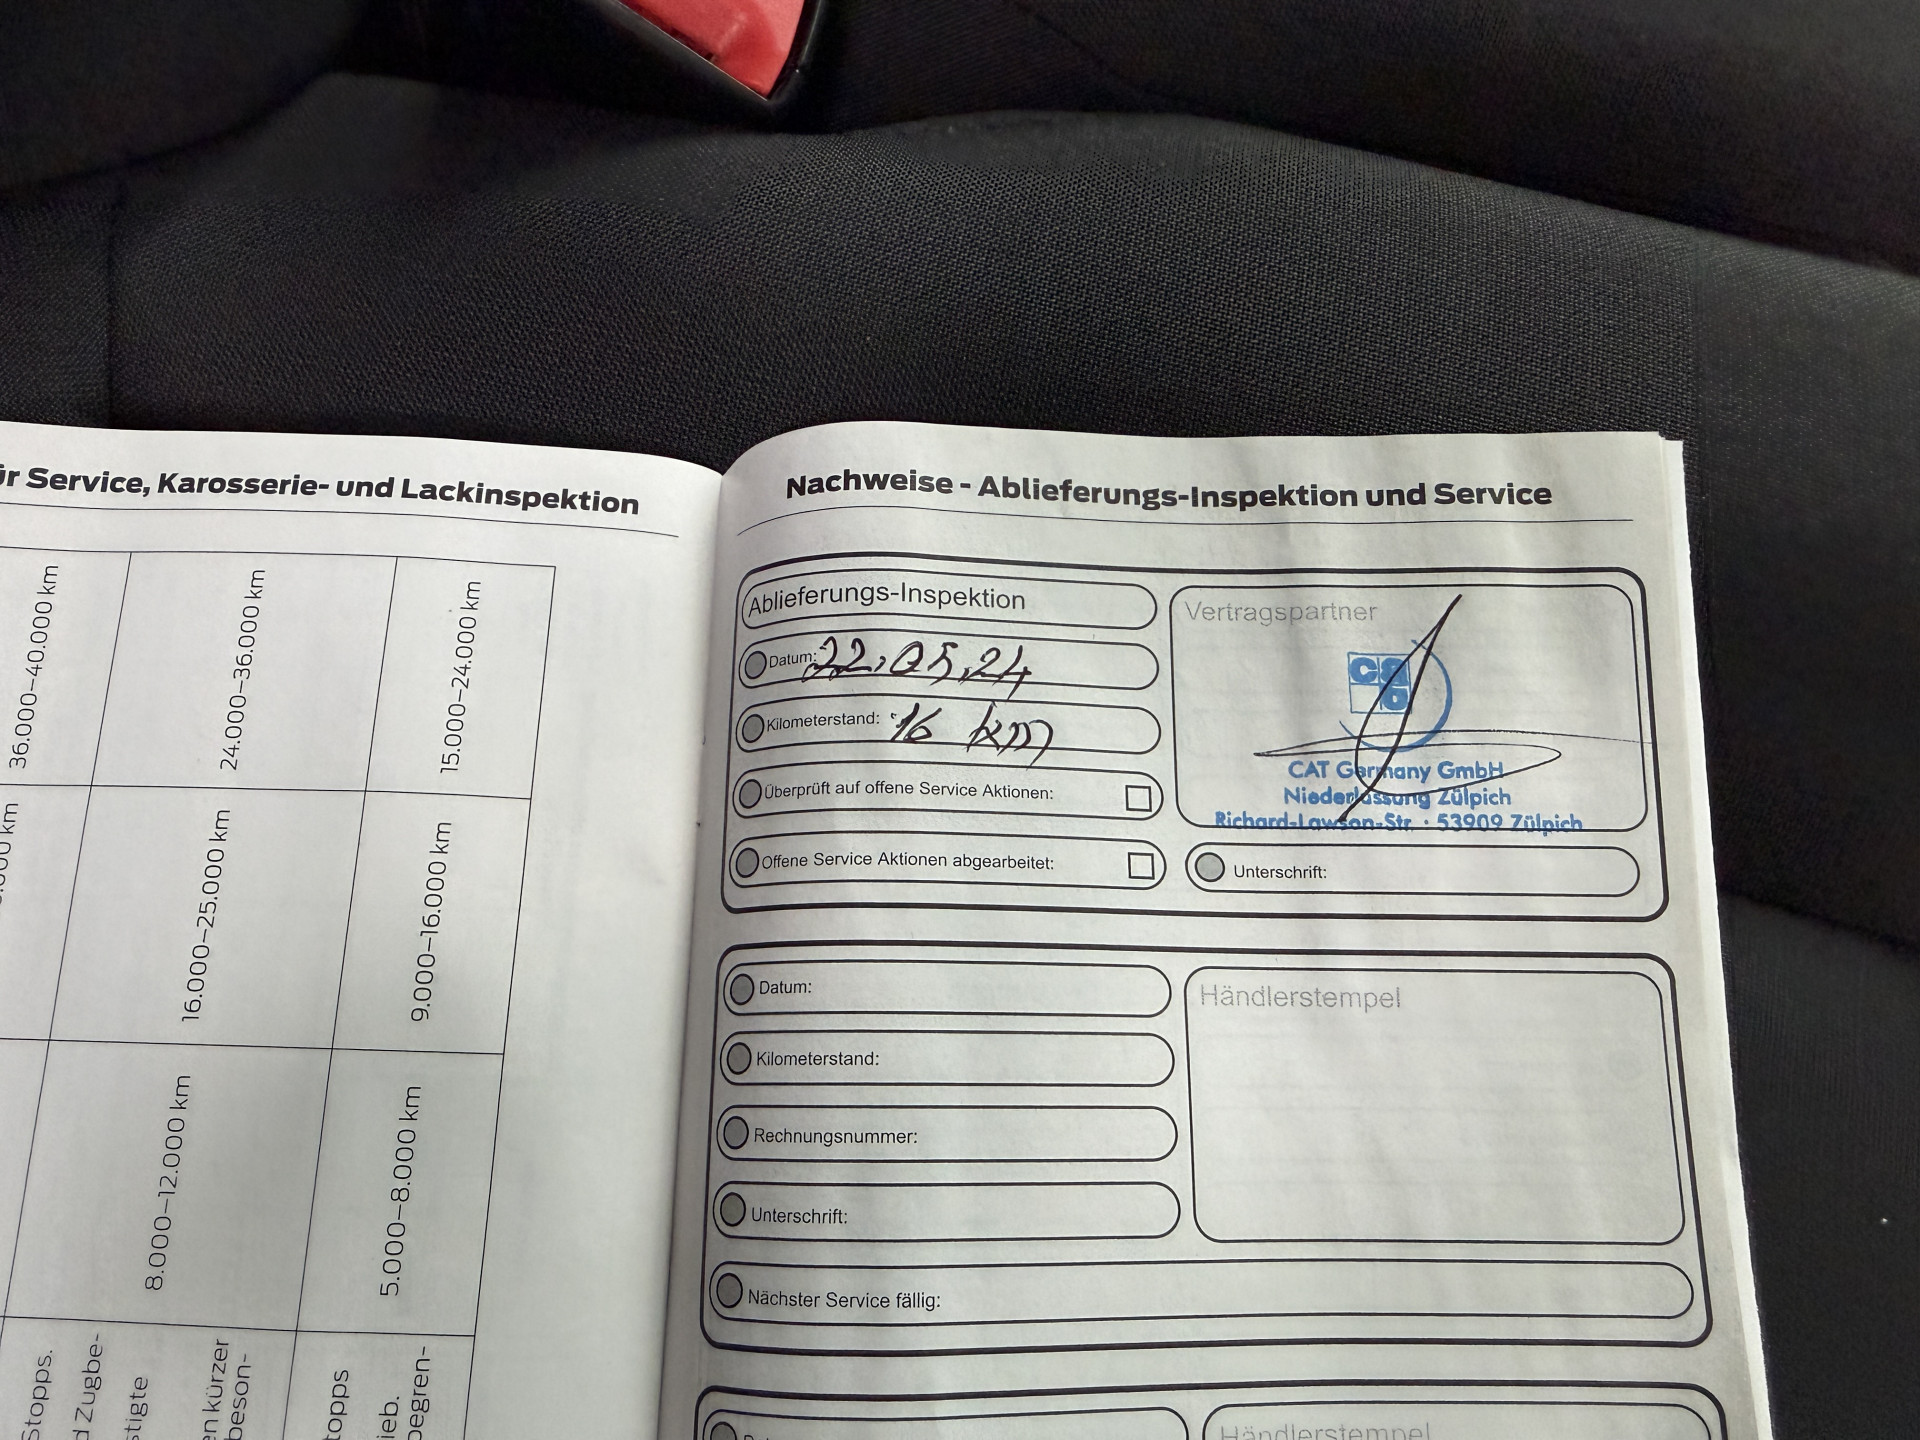 ür Service, Karosserie- und Lackinspektion
36.000–40.000 km
24.000–36.000 km
15.000–24.000 km
16.000–25.000 km
9.000–16.000 km
8.000–12.000 km
5.000–8.000 km
Stopps.
d Zugbe-
stigte
en kürzer
beson-
topps
ieb.
begren-
Nachweise - Ablieferungs-Inspektion und Service
Ablieferungs-Inspektion
Datum: 22.05.24
Kilometerstand: 16 km
Überprüft auf offene Service Aktionen:
Offene Service Aktionen abgearbeitet:
Vertragspartner
CAT Germany GmbH
Niederlassung Zülpich
Richard-Lawson-Str. · 53909 Zülpich
Unterschrift:
Datum:
Kilometerstand:
Rechnungsnummer:
Unterschrift:
Nächster Service fällig:
Händlerstempel
Händlerstempel